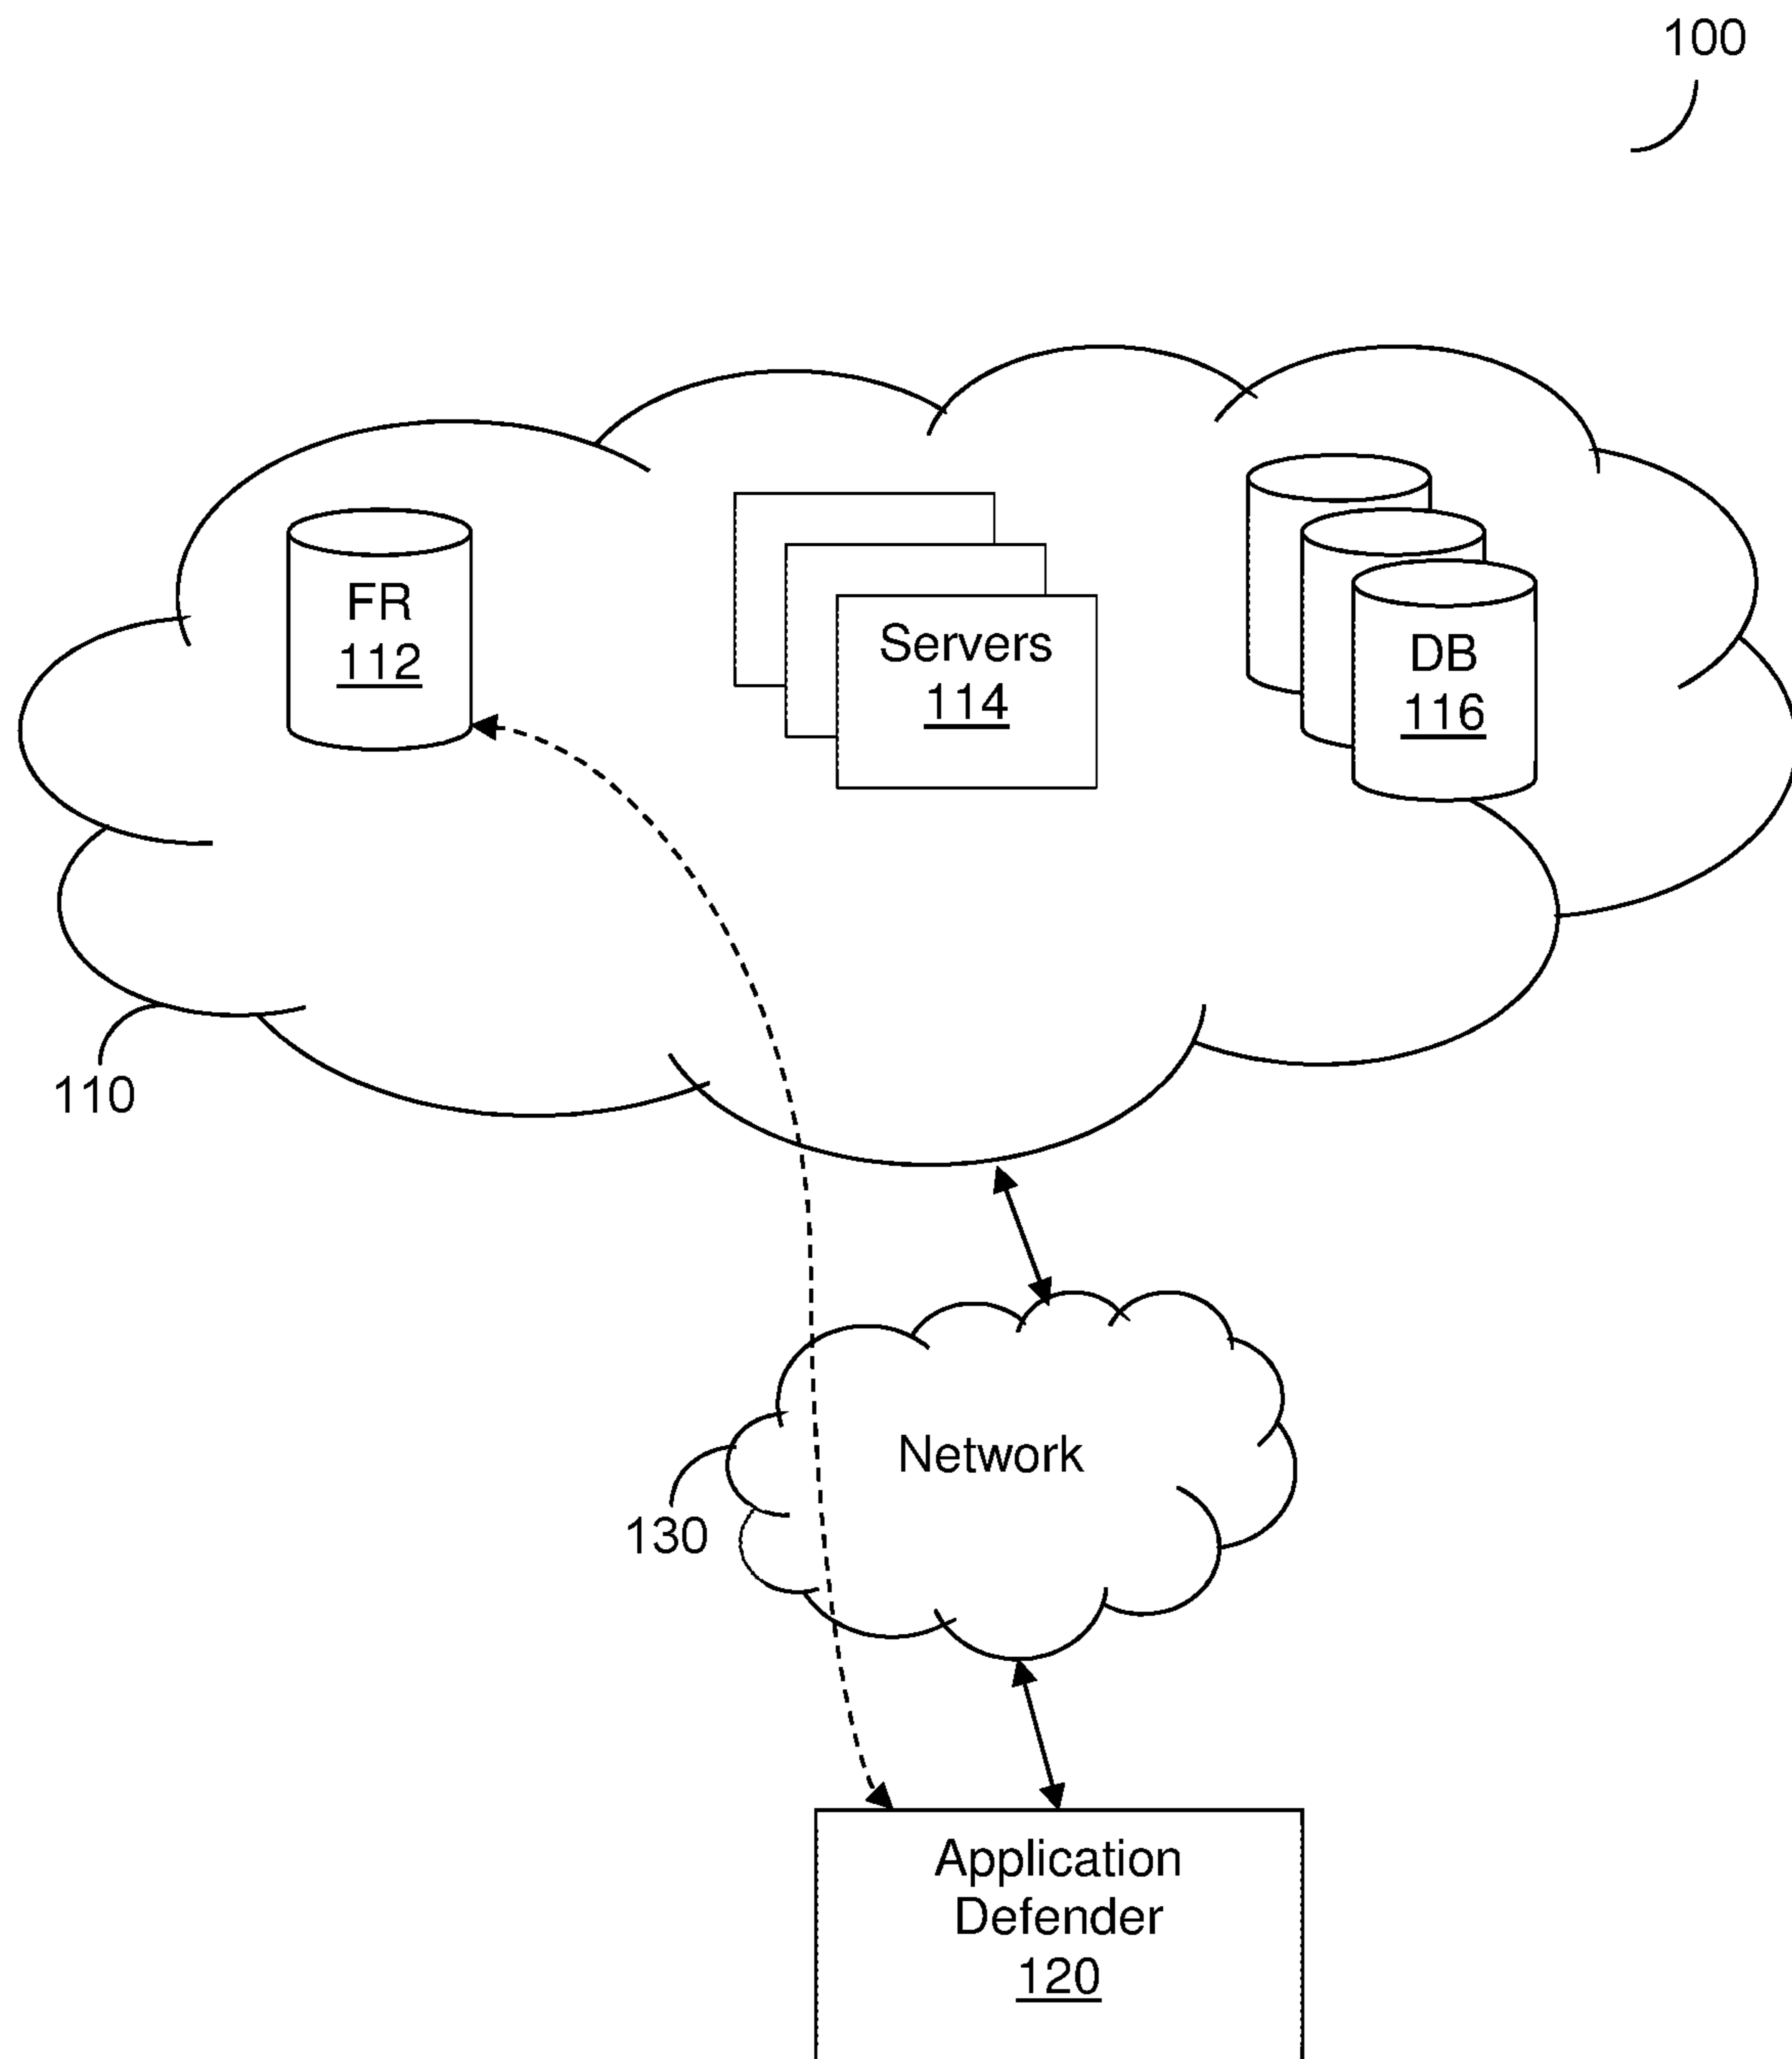 100
FR
112
Servers
114
DB
116
110
Network
130
Application
Defender
120